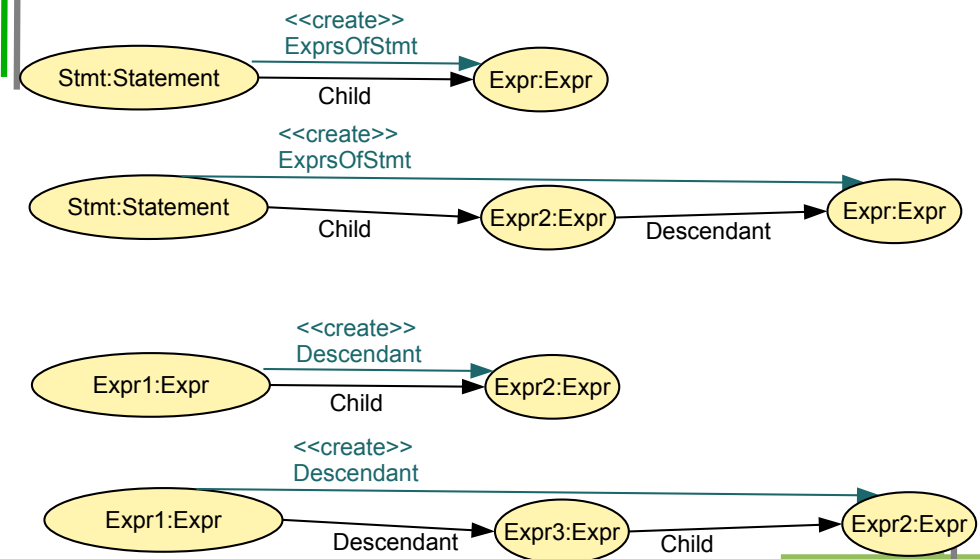 <<create>>
ExprsOfStmt
Stmt:Statement
Expr:Expr
Child
<<create>>
ExprsOfStmt
Stmt:Statement
Expr2:Expr
Expr:Expr
Child
Descendant
<<create>>
Descendant
Expr1:Expr
Expr2:Expr
Child
<<create>>
Descendant
Expr1:Expr
Expr3:Expr
Expr2:Expr
Descendant
Child